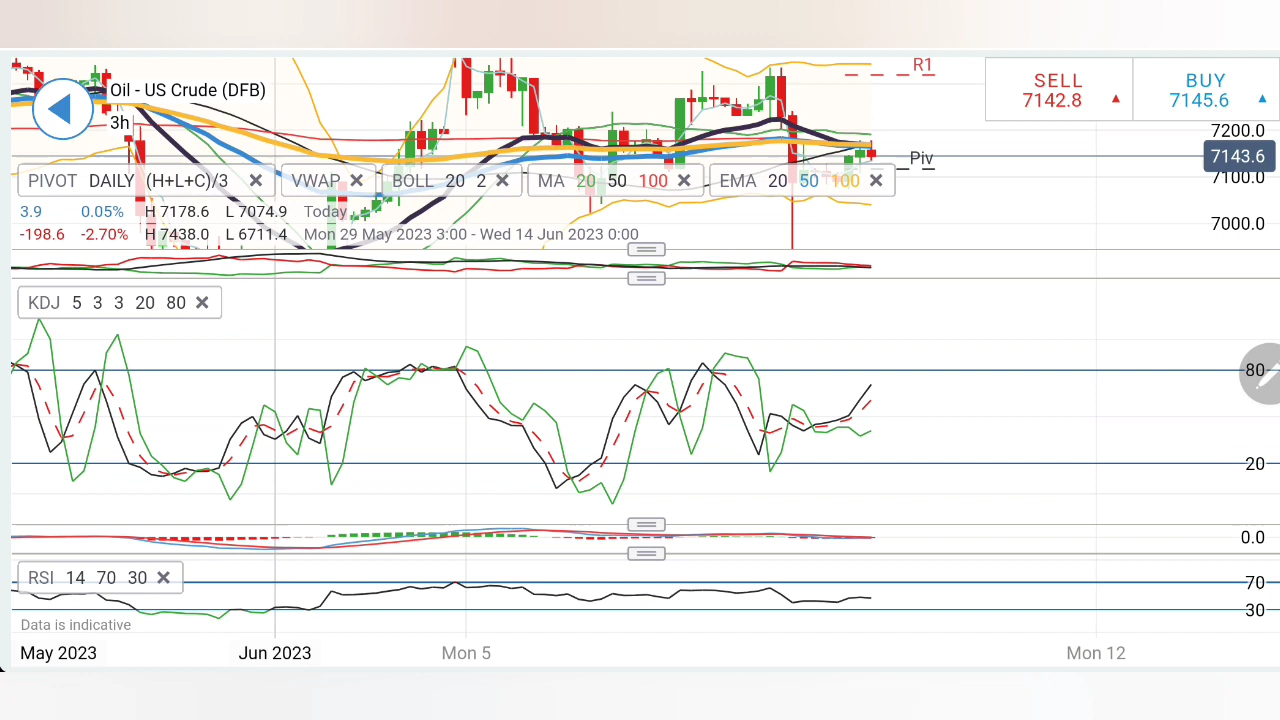 R1
SELL
7142.8
BUY
7145.6
Oil - US Crude (DFB)
3h
7200.0
7143.6
Piv
7100.0
PIVOT DAILY (H+L+C)/3
VWAP
BOLL 20 2
MA 20 50 100
EMA 20 50 100
3.9 0.05% H 7178.6 L 7074.9 Today
-198.6 -2.70% H 7438.0 L 6711.4 Mon 29 May 2023 3:00 - Wed 14 Jun 2023 0:00
7000.0
KDJ 5 3 3 20 80
80
20
0.0
RSI 14 70 30
70
30
Data is indicative
May 2023
Jun 2023
Mon 5
Mon 12